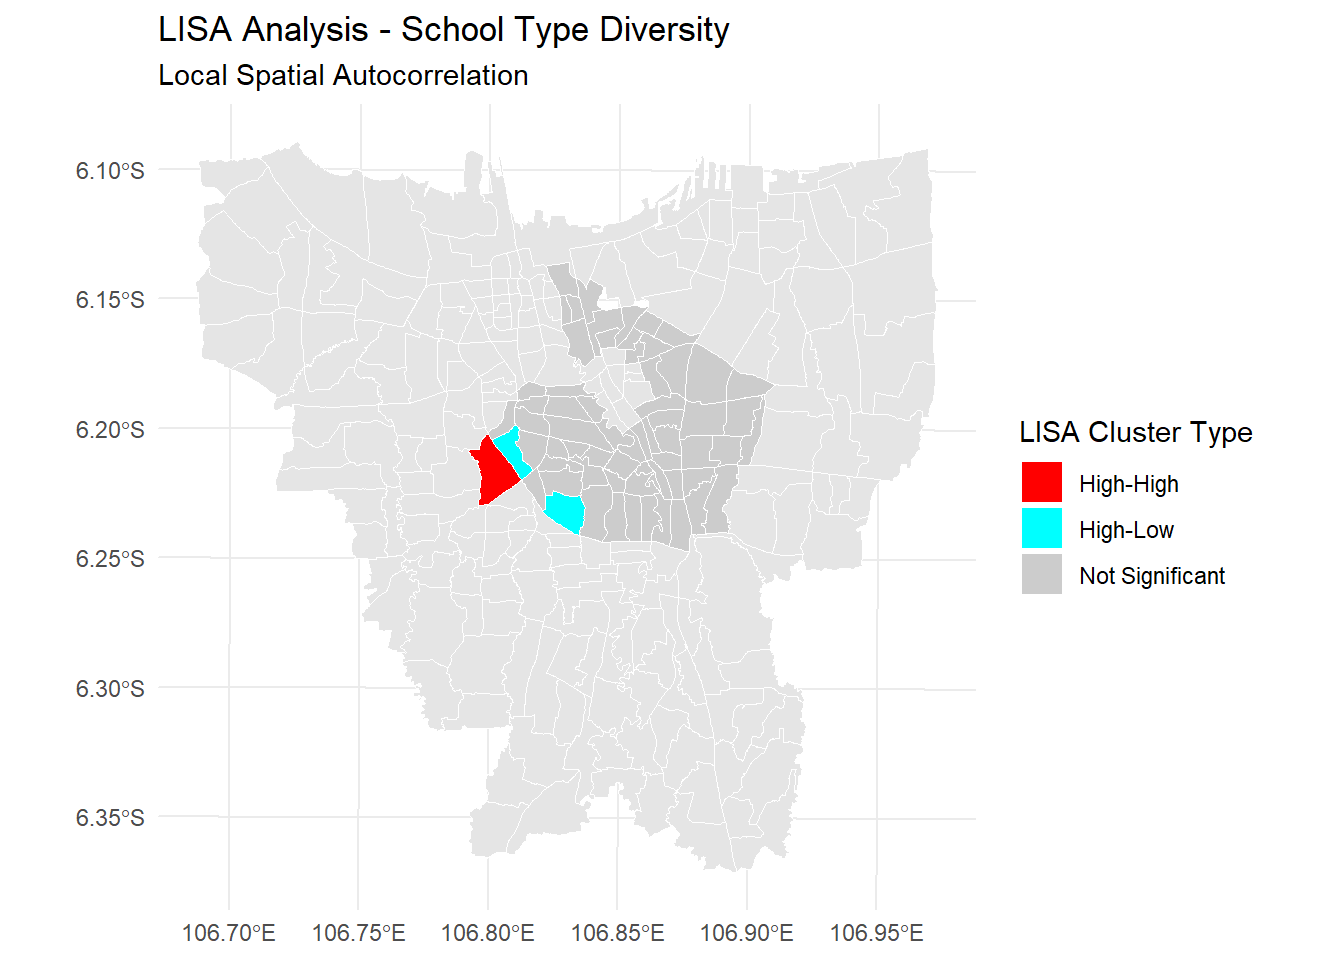 LISA Analysis - School Type Diversity
Local Spatial Autocorrelation
6.10°S
6.15°S
6.20°S
6.25°S
6.30°S
6.35°S
106.70°E
106.75°E
106.80°E
106.85°E
106.90°E
106.95°E
LISA Cluster Type
High-High
High-Low
Not Significant